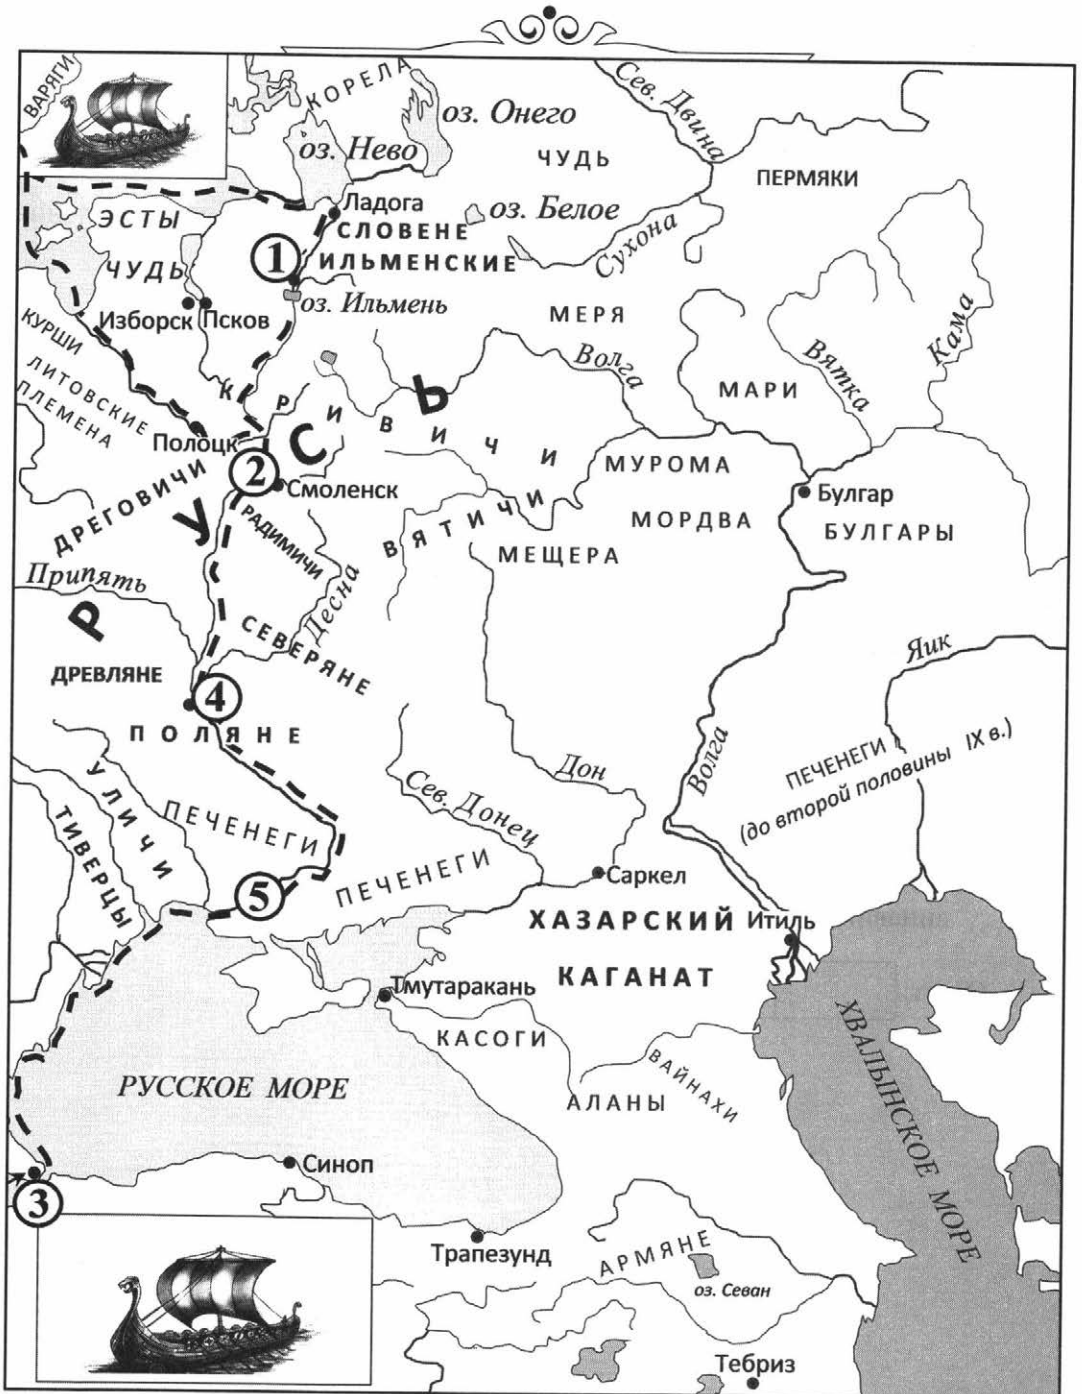 ВАРЯГИ
КОРЕЛА
оз. Онего
Сев. Двина
оз. Нево
ЧУДЬ
ПЕРМЯКИ
Ладога
оз. Белое
ЭСТЫ
СЛОВЕНЕ
ИЛЬМЕНСКИЕ
Сухона
1
ЧУДЬ
оз. Ильмень
Изборск
Псков
МЕРЯ
КУРШИ
Волга
Вятка
Кама
ЛИТОВСКИЕ
ПЛЕМЕНА
МАРИ
КРИВИЧИ
Полоцк
РУСЬ
2
Смоленск
МУРОМА
Булгар
ДРЕГОВИЧИ
РАДИМИЧИ
ВЯТИЧИ
МОРДВА
БУЛГАРЫ
МЕЩЕРА
Припять
Десна
СЕВЕРЯНЕ
Яик
ДРЕВЛЯНЕ
4
ПОЛЯНЕ
Волга
ПЕЧЕНЕГИ
(до второй половины IX в.)
Дон
УЛИЧИ
ПЕЧЕНЕГИ
Сев. Донец
ТИВЕРЦЫ
ПЕЧЕНЕГИ
Саркел
5
ХАЗАРСКИЙ
КАГАНАТ
Итиль
Тмутаракань
КАСОГИ
ВАЙНАХИ
ХВАЛЫНСКОЕ МОРЕ
РУССКОЕ МОРЕ
АЛАНЫ
Синоп
3
Трапезунд
АРМЯНЕ
оз. Севан
Тебриз